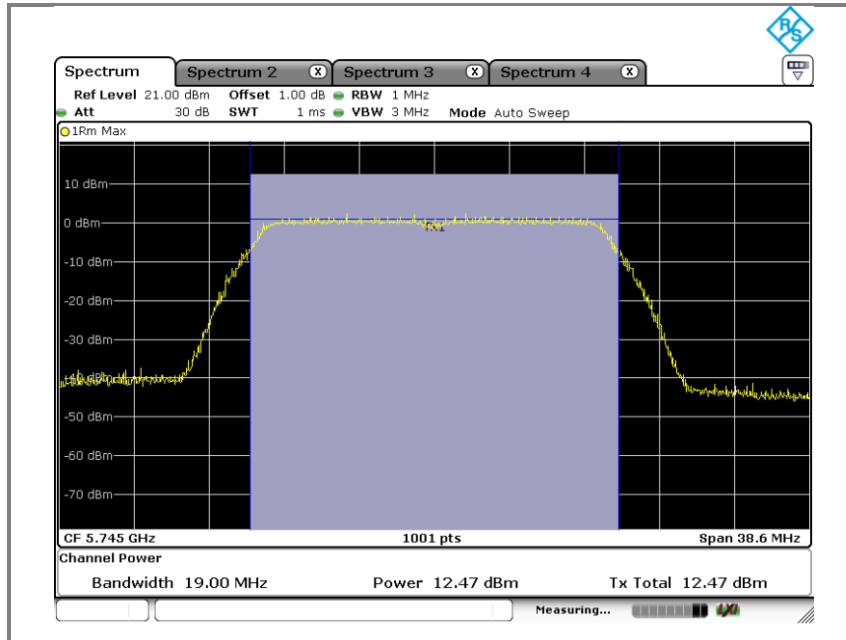 R&S
Spectrum Spectrum 2 X Spectrum 3 X Spectrum 4 X
Ref Level 21.00 dBm Offset 1.00 dB RBW 1 MHz
Att 30 dB SWT 1 ms VBW 3 MHz Mode Auto Sweep
1Rm Max
10 dBm
0 dBm
Tx1
-10 dBm
-20 dBm
-30 dBm
-40 dBm
-50 dBm
-60 dBm
-70 dBm
CF 5.745 GHz 1001 pts Span 38.6 MHz
Channel Power
Bandwidth 19.00 MHz Power 12.47 dBm Tx Total 12.47 dBm
Measuring... LXI